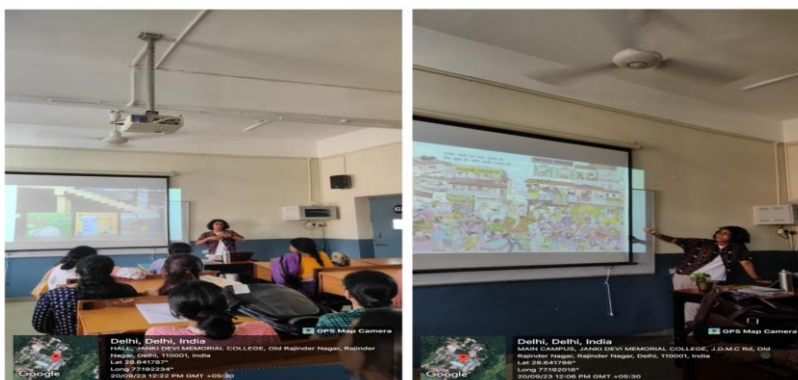 GPS Map Camera
Delhi, Delhi, India
HALL, JANKI DEVI MEMORIAL COLLEGE, Old Rajinder Nagar, Rajinder
Nagar, Delhi, 110001, India
Lat 28.641787°
Long 77.192234°
20/09/23 12:22 PM GMT +05:30
Google
GPS Map Camera
Delhi, Delhi, India
MAIN CAMPUS, JANKI DEVI MEMORIAL COLLEGE, J.D.M.C Rd, Old
Rajinder Nagar, Rajinder Nagar, Delhi, 110001, India
Lat 28.641786°
Long 77.192016°
20/09/23 12:06 PM GMT +05:30
Google